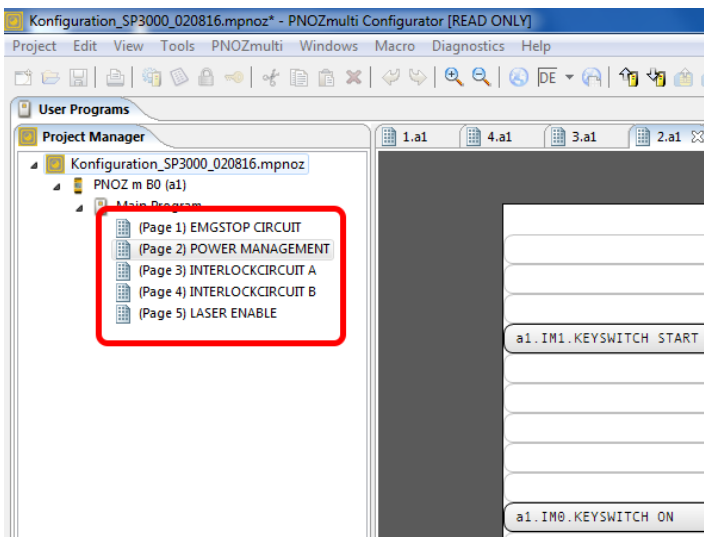 Konfiguration_SP3000_020816.mpnoz* - PNOZmulti Configurator [READ ONLY]
Project Edit View Tools PNOZmulti Windows Macro Diagnostics Help
DE
User Programs
Project Manager
1.a1 4.a1 3.a1 2.a1
Konfiguration_SP3000_020816.mpnoz
PNOZ m B0 (a1)
Main Program
(Page 1) EMGSTOP CIRCUIT
(Page 2) POWER MANAGEMENT
(Page 3) INTERLOCKCIRCUIT A
(Page 4) INTERLOCKCIRCUIT B
(Page 5) LASER ENABLE
a1.IM1.KEYSWITCH START
a1.IM0.KEYSWITCH ON